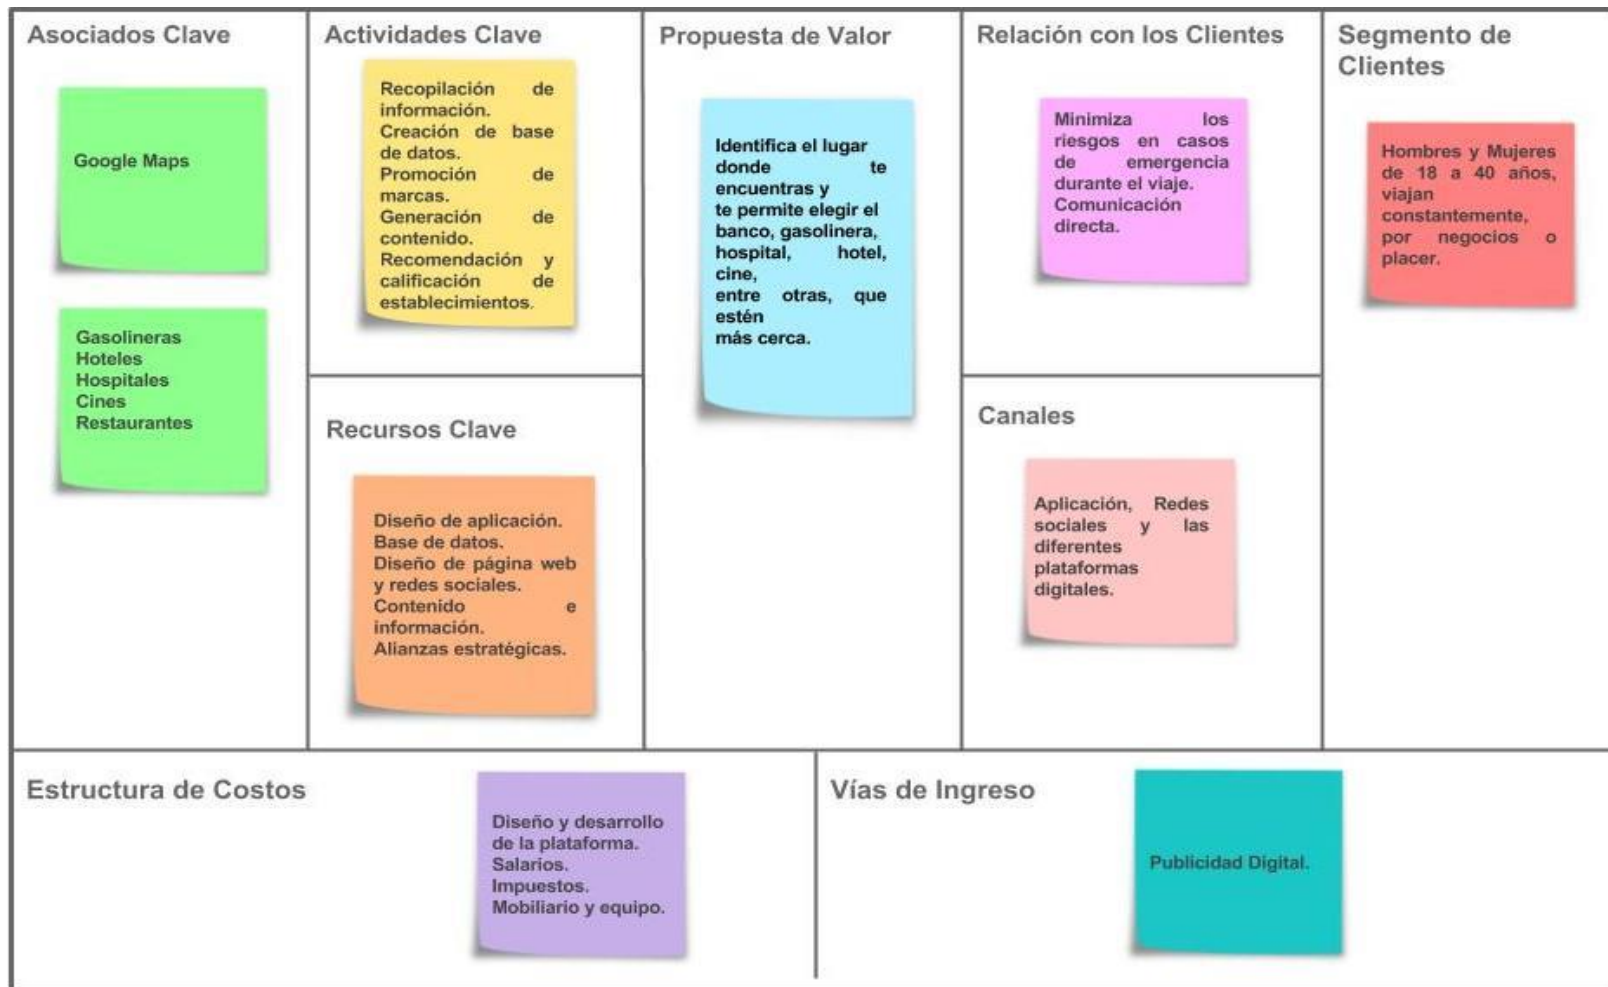 Asociados Clave
Google Maps
Gasolineras
Hoteles
Hospitales
Cines
Restaurantes
Actividades Clave
Recopilación de
información.
Creación de base
de datos.
Promoción de
marcas.
Generación de
contenido.
Recomendación y
calificación de
establecimientos.
Recursos Clave
Diseño de aplicación.
Base de datos.
Diseño de página web
y redes sociales.
Contenido e
información.
Alianzas estratégicas.
Propuesta de Valor
Identifica el lugar
donde te
encuentras y
te permite elegir el
banco, gasolinera,
hospital, hotel,
cine,
entre otras, que
estén
más cerca.
Relación con los Clientes
Minimiza los
riesgos en casos
de emergencia
durante el viaje.
Comunicación
directa.
Canales
Aplicación, Redes
sociales y las
diferentes
plataformas
digitales.
Segmento de
Clientes
Hombres y Mujeres
de 18 a 40 años,
viajan
constantemente,
por negocios o
placer.
Estructura de Costos
Diseño y desarrollo
de la plataforma.
Salarios.
Impuestos.
Mobiliario y equipo.
Vías de Ingreso
Publicidad Digital.